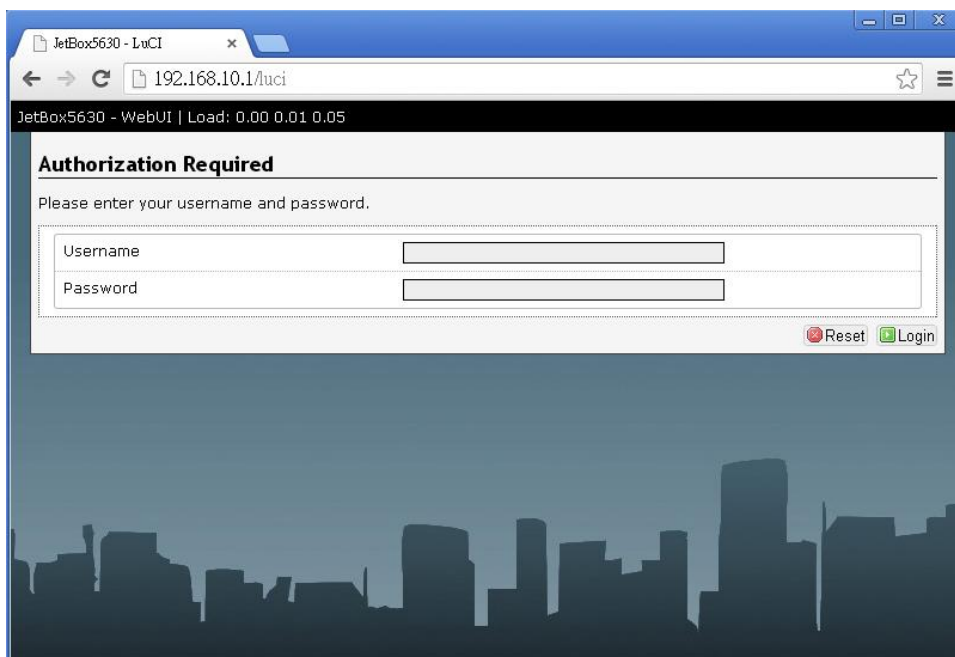 JetBox5630 - LuCI
192.168.10.1/luci
JetBox5630 - WebUI | Load: 0.00 0.01 0.05
Authorization Required
Please enter your username and password.
Username
Password
Reset Login